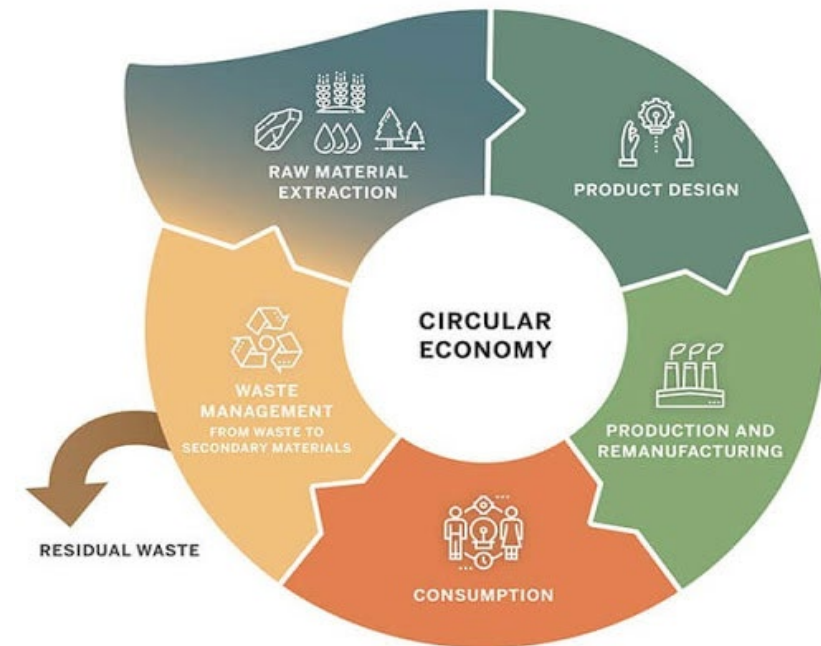 RAW MATERIAL
EXTRACTION
PRODUCT DESIGN
CIRCULAR
ECONOMY
PRODUCTION AND
REMANUFACTURING
CONSUMPTION
WASTE
MANAGEMENT
FROM WASTE TO
SECONDARY MATERIALS
RESIDUAL WASTE